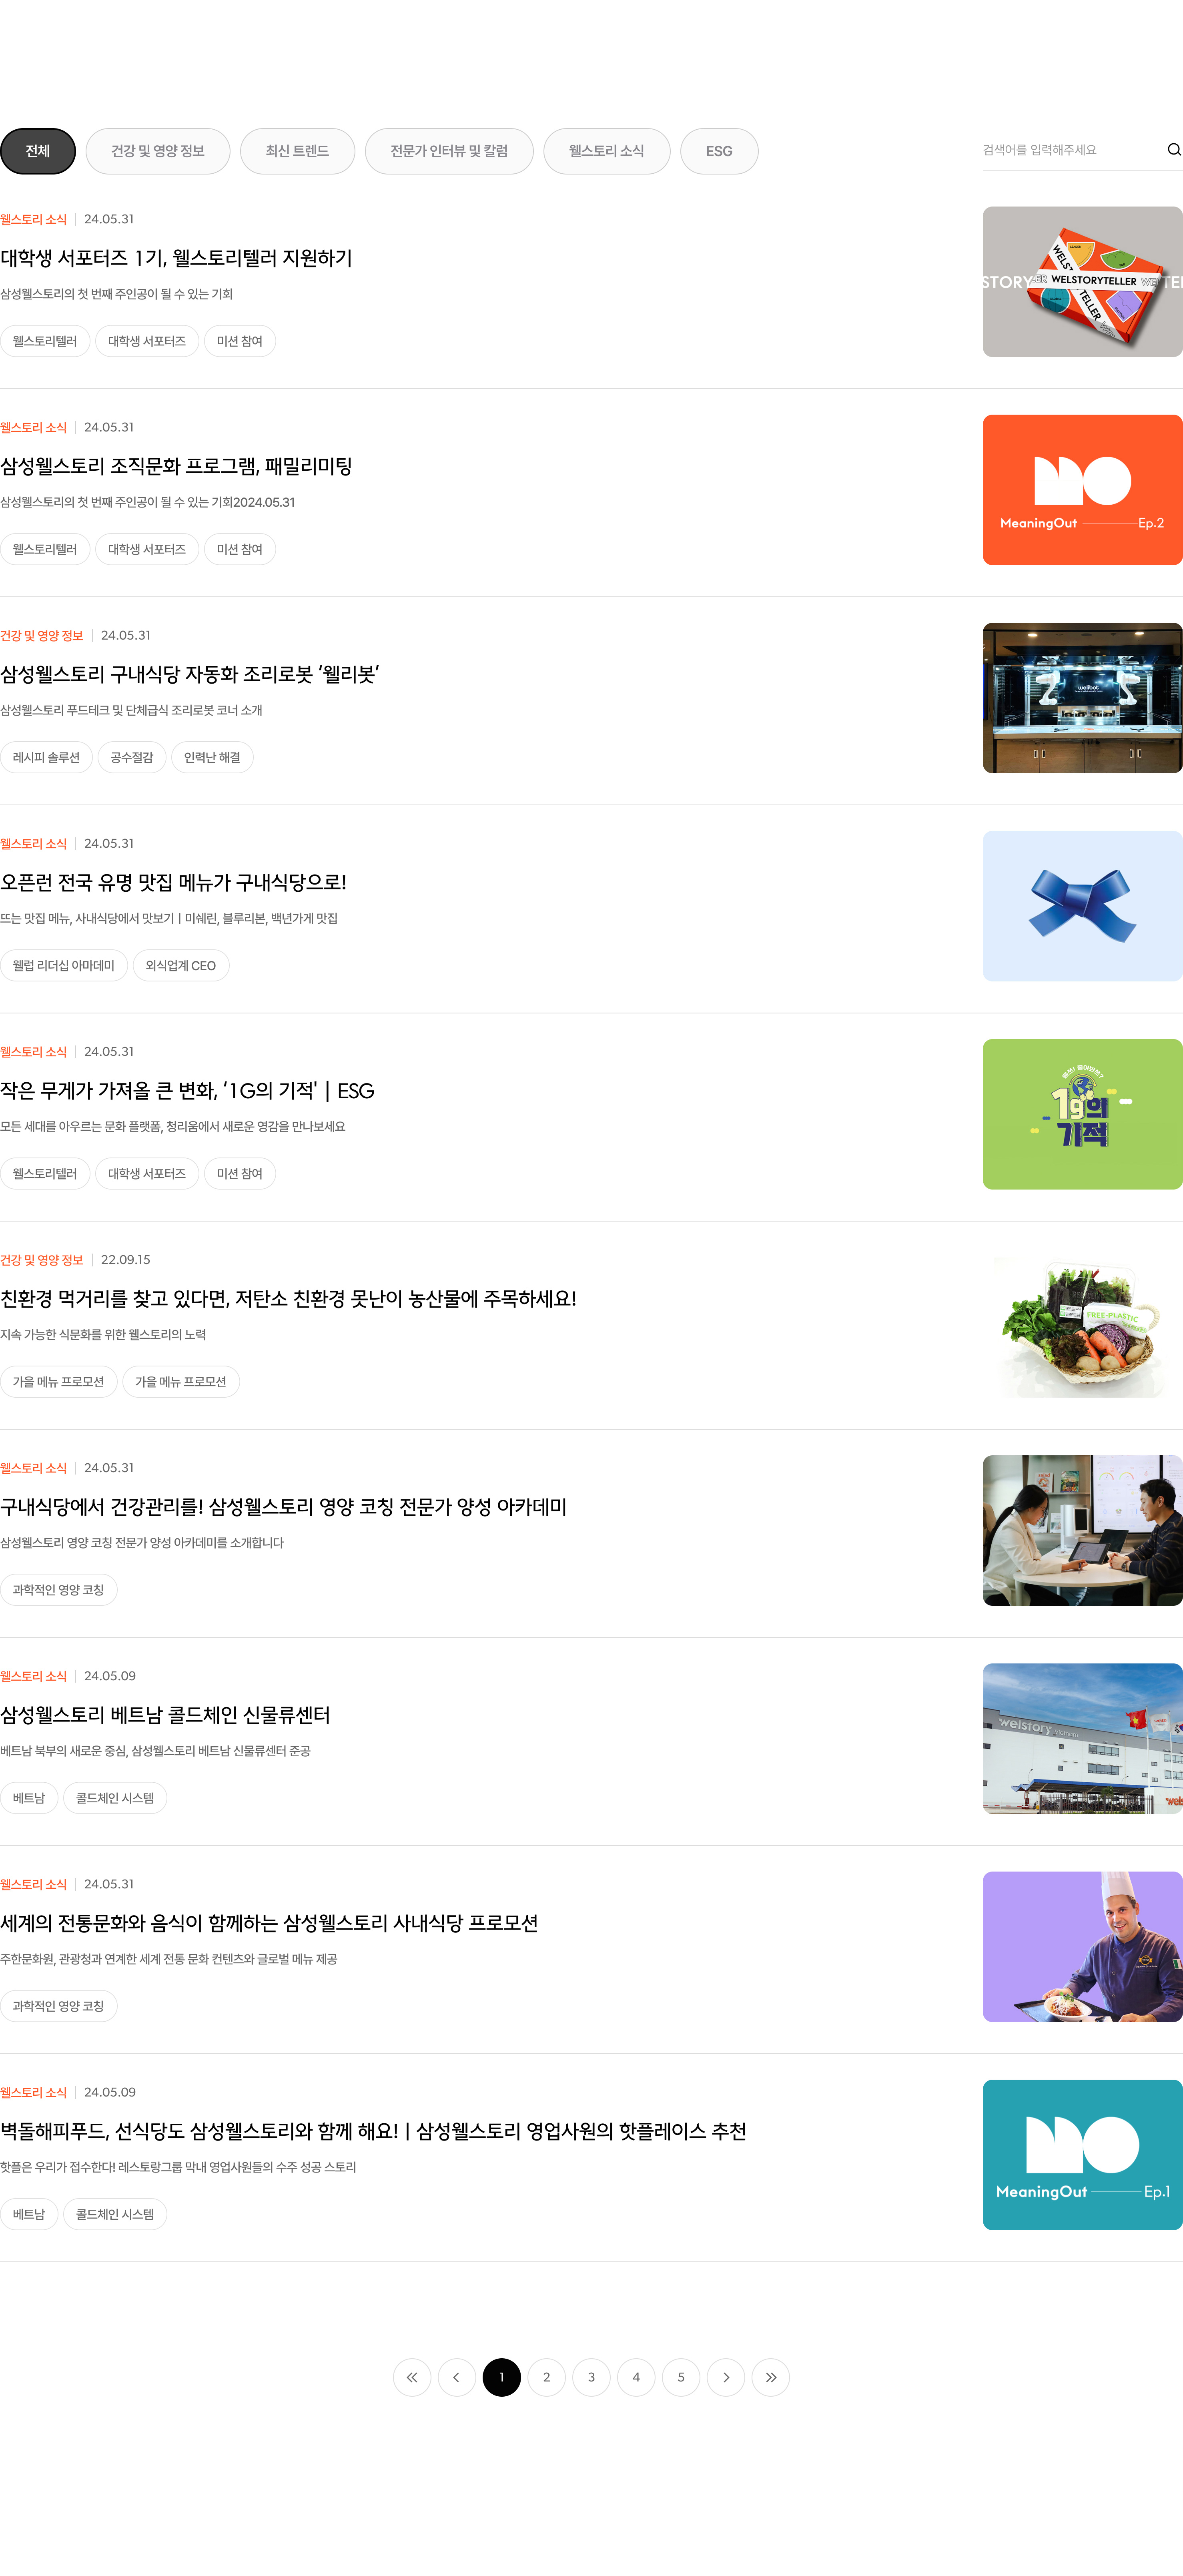 전체
건강 및 영양 정보
최신 트렌드
전문가 인터뷰 및 칼럼
웰스토리 소식
ESG
검색어를 입력해주세요
웰스토리 소식 | 24.05.31
대학생 서포터즈 1기, 웰스토리텔러 지원하기
삼성웰스토리의 첫 번째 주인공이 될 수 있는 기회
웰스토리텔러
대학생 서포터즈
미션 참여
WELSTORYTELLER
웰스토리 소식 | 24.05.31
삼성웰스토리 조직문화 프로그램, 패밀리미팅
삼성웰스토리의 첫 번째 주인공이 될 수 있는 기회2024.05.31
웰스토리텔러
대학생 서포터즈
미션 참여
MeaningOut Ep.2
건강 및 영양 정보 | 24.05.31
삼성웰스토리 구내식당 자동화 조리로봇 ‘웰리봇’
삼성웰스토리 푸드테크 및 단체급식 조리로봇 코너 소개
레시피 솔루션
공수절감
인력난 해결
wellbot
웰스토리 소식 | 24.05.31
오픈런 전국 유명 맛집 메뉴가 구내식당으로!
뜨는 맛집 메뉴, 사내식당에서 맛보기 | 미쉐린, 블루리본, 백년가게 맛집
웰럽 리더십 아마데미
외식업계 CEO
웰스토리 소식 | 24.05.31
작은 무게가 가져올 큰 변화, ‘1G의 기적' | ESG
모든 세대를 아우르는 문화 플랫폼, 청리움에서 새로운 영감을 만나보세요
웰스토리텔러
대학생 서포터즈
미션 참여
1g의
기적
건강 및 영양 정보 | 22.09.15
친환경 먹거리를 찾고 있다면, 저탄소 친환경 못난이 농산물에 주목하세요!
지속 가능한 식문화를 위한 웰스토리의 노력
가을 메뉴 프로모션
가을 메뉴 프로모션
FREE-PLASTIC
웰스토리 소식 | 24.05.31
구내식당에서 건강관리를! 삼성웰스토리 영양 코칭 전문가 양성 아카데미
삼성웰스토리 영양 코칭 전문가 양성 아카데미를 소개합니다
과학적인 영양 코칭
웰스토리 소식 | 24.05.09
삼성웰스토리 베트남 콜드체인 신물류센터
베트남 북부의 새로운 중심, 삼성웰스토리 베트남 신물류센터 준공
베트남
콜드체인 시스템
welstory vietnam
웰스토리 소식 | 24.05.31
세계의 전통문화와 음식이 함께하는 삼성웰스토리 사내식당 프로모션
주한문화원, 관광청과 연계한 세계 전통 문화 컨텐츠와 글로벌 메뉴 제공
과학적인 영양 코칭
웰스토리 소식 | 24.05.09
벽돌해피푸드, 선식당도 삼성웰스토리와 함께 해요! | 삼성웰스토리 영업사원의 핫플레이스 추천
핫플은 우리가 접수한다! 레스토랑그룹 막내 영업사원들의 수주 성공 스토리
베트남
콜드체인 시스템
MeaningOut Ep.1
1 2 3 4 5